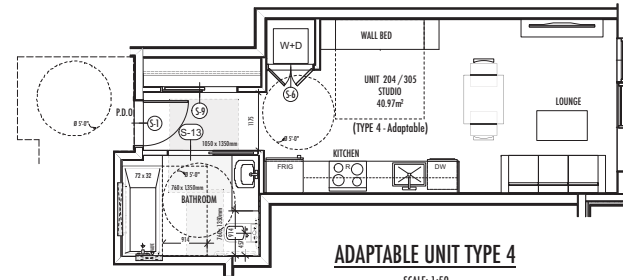 WALL BED
W+D
UNIT 204 / 305
STUDIO
40.97m²
(TYPE 4 - Adaptable)
LOUNGE
S-6
S-9
S-1
S-13
P.D.O.
Ø 5'-0"
Ø 5'-0"
1175
1050 x 1350mm
KITCHEN
FRIG
R
DW
72 x 32
Ø 5'-0"
760 x 1350mm
BATHROOM
914
ADAPTABLE UNIT TYPE 4
SCALE: 1:50